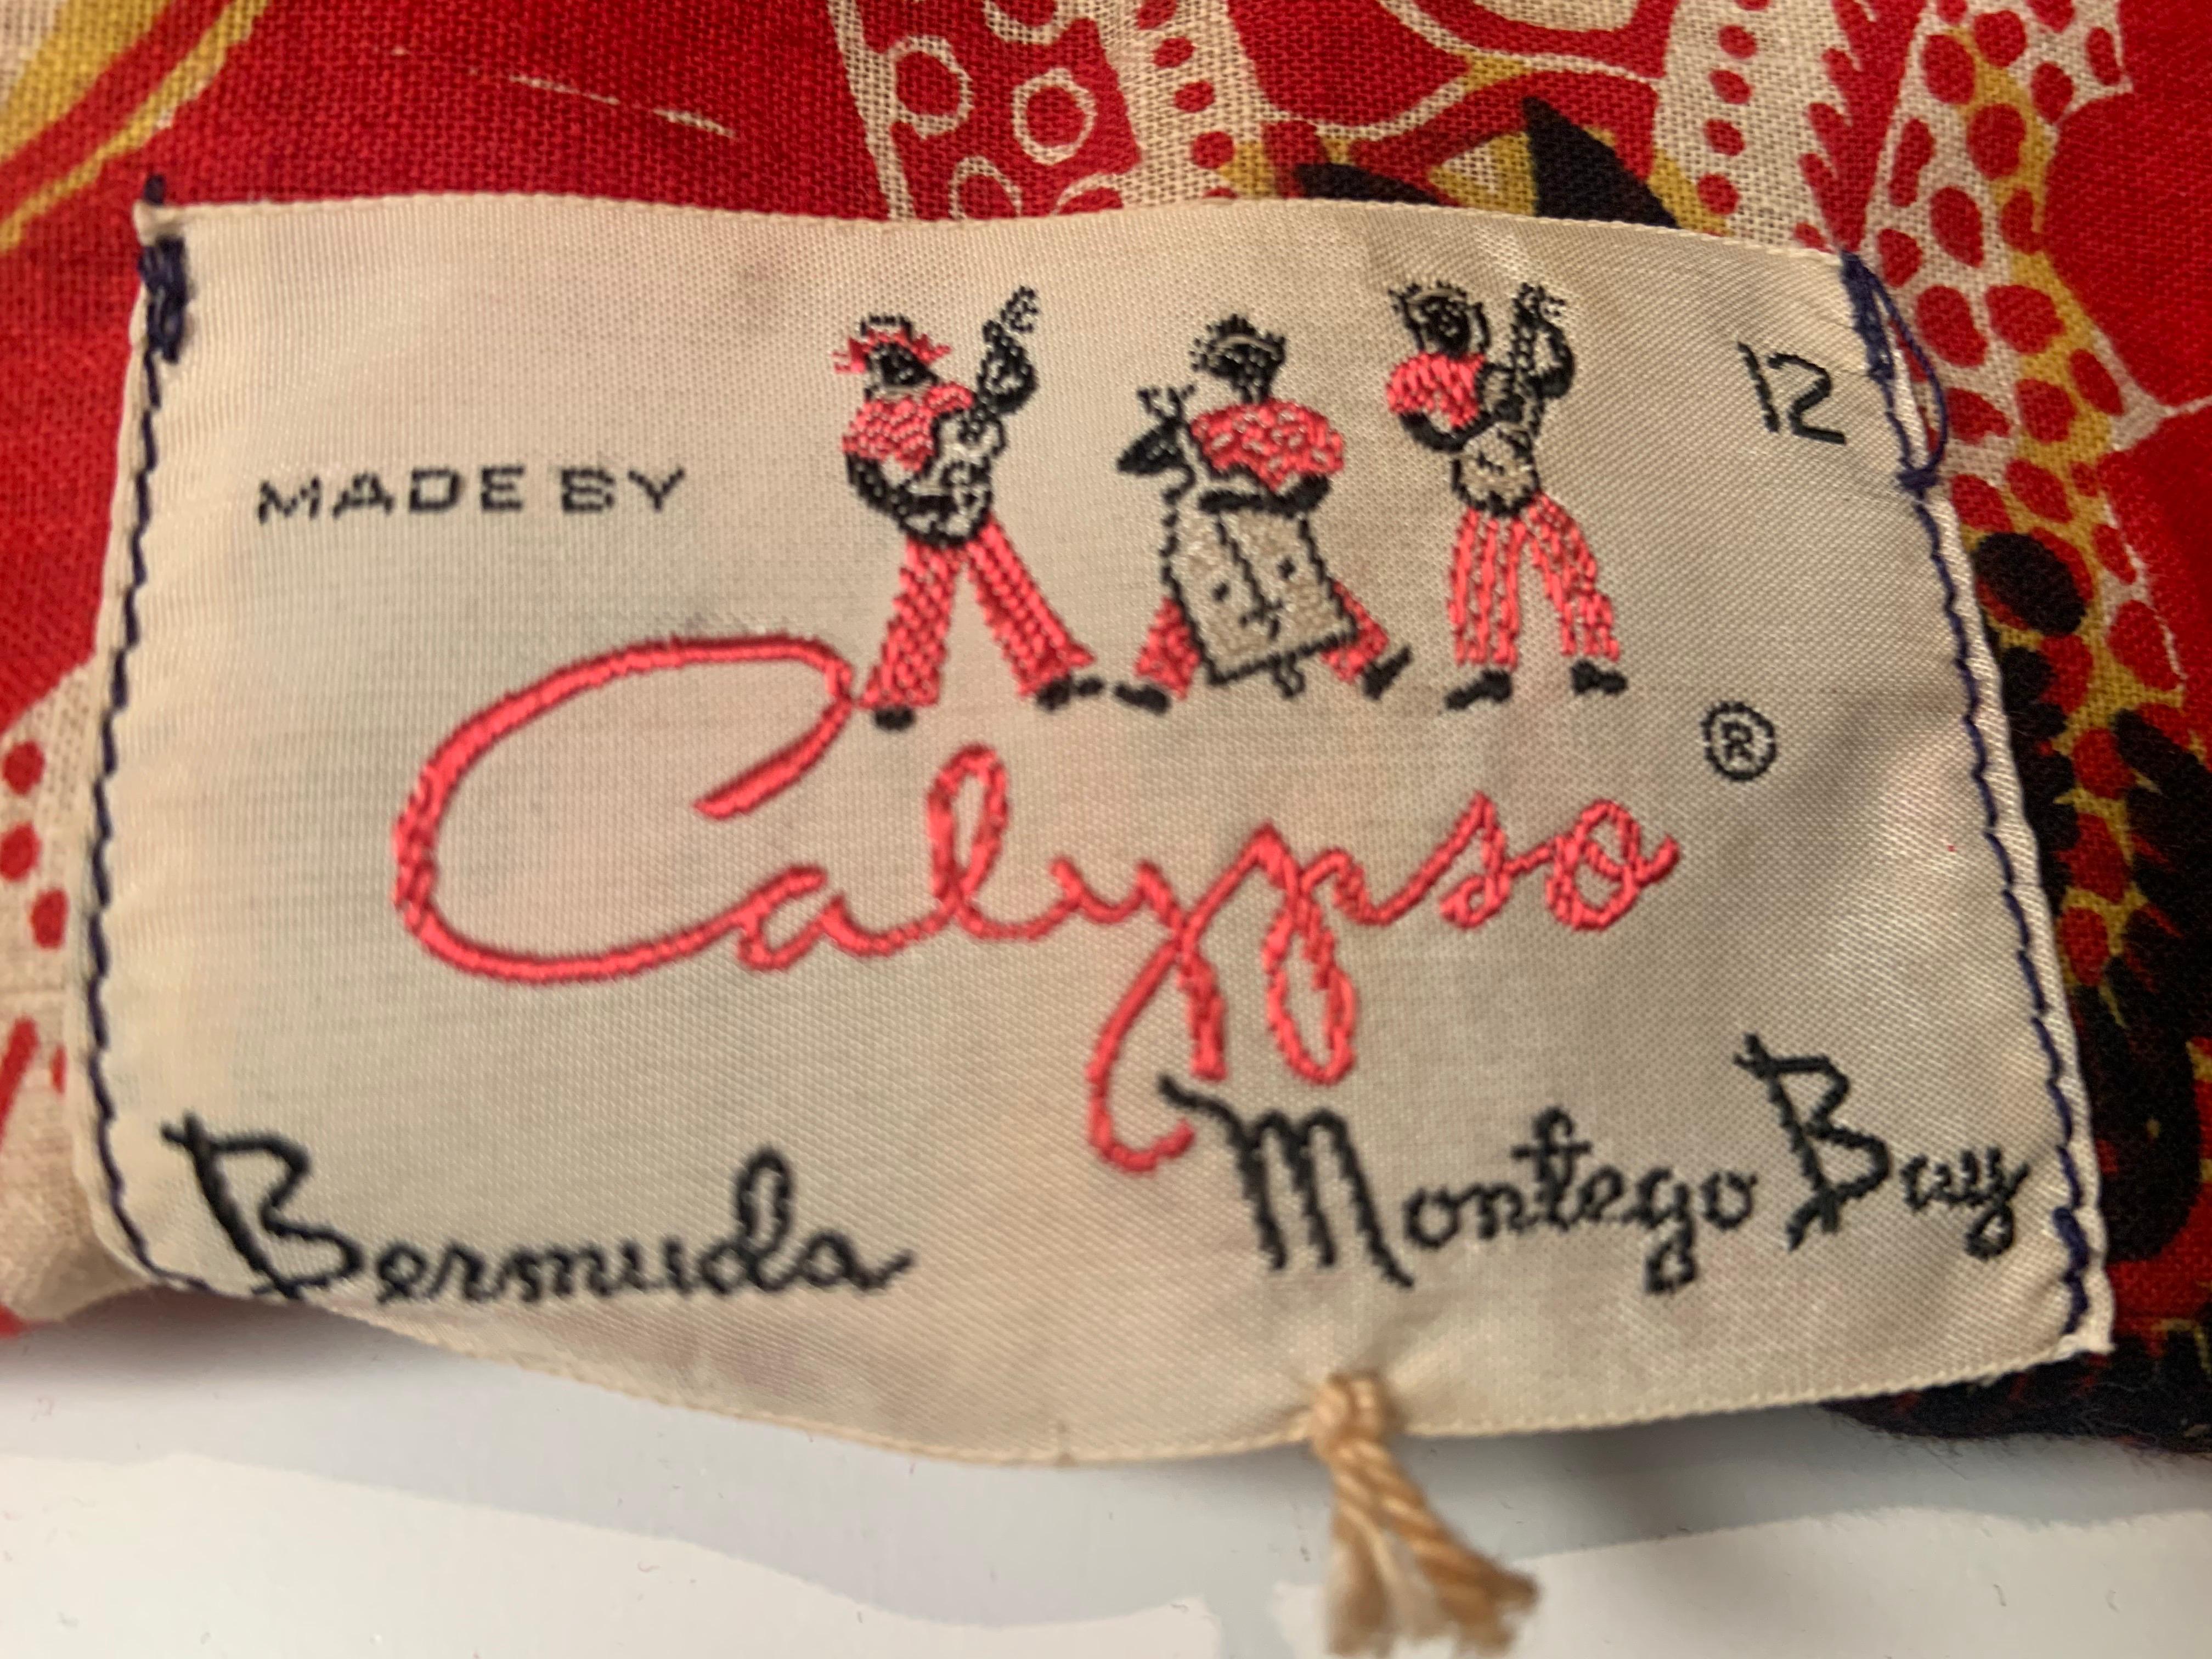 12
MADE BY
Calypso ®
Bermuda
Montego Bay